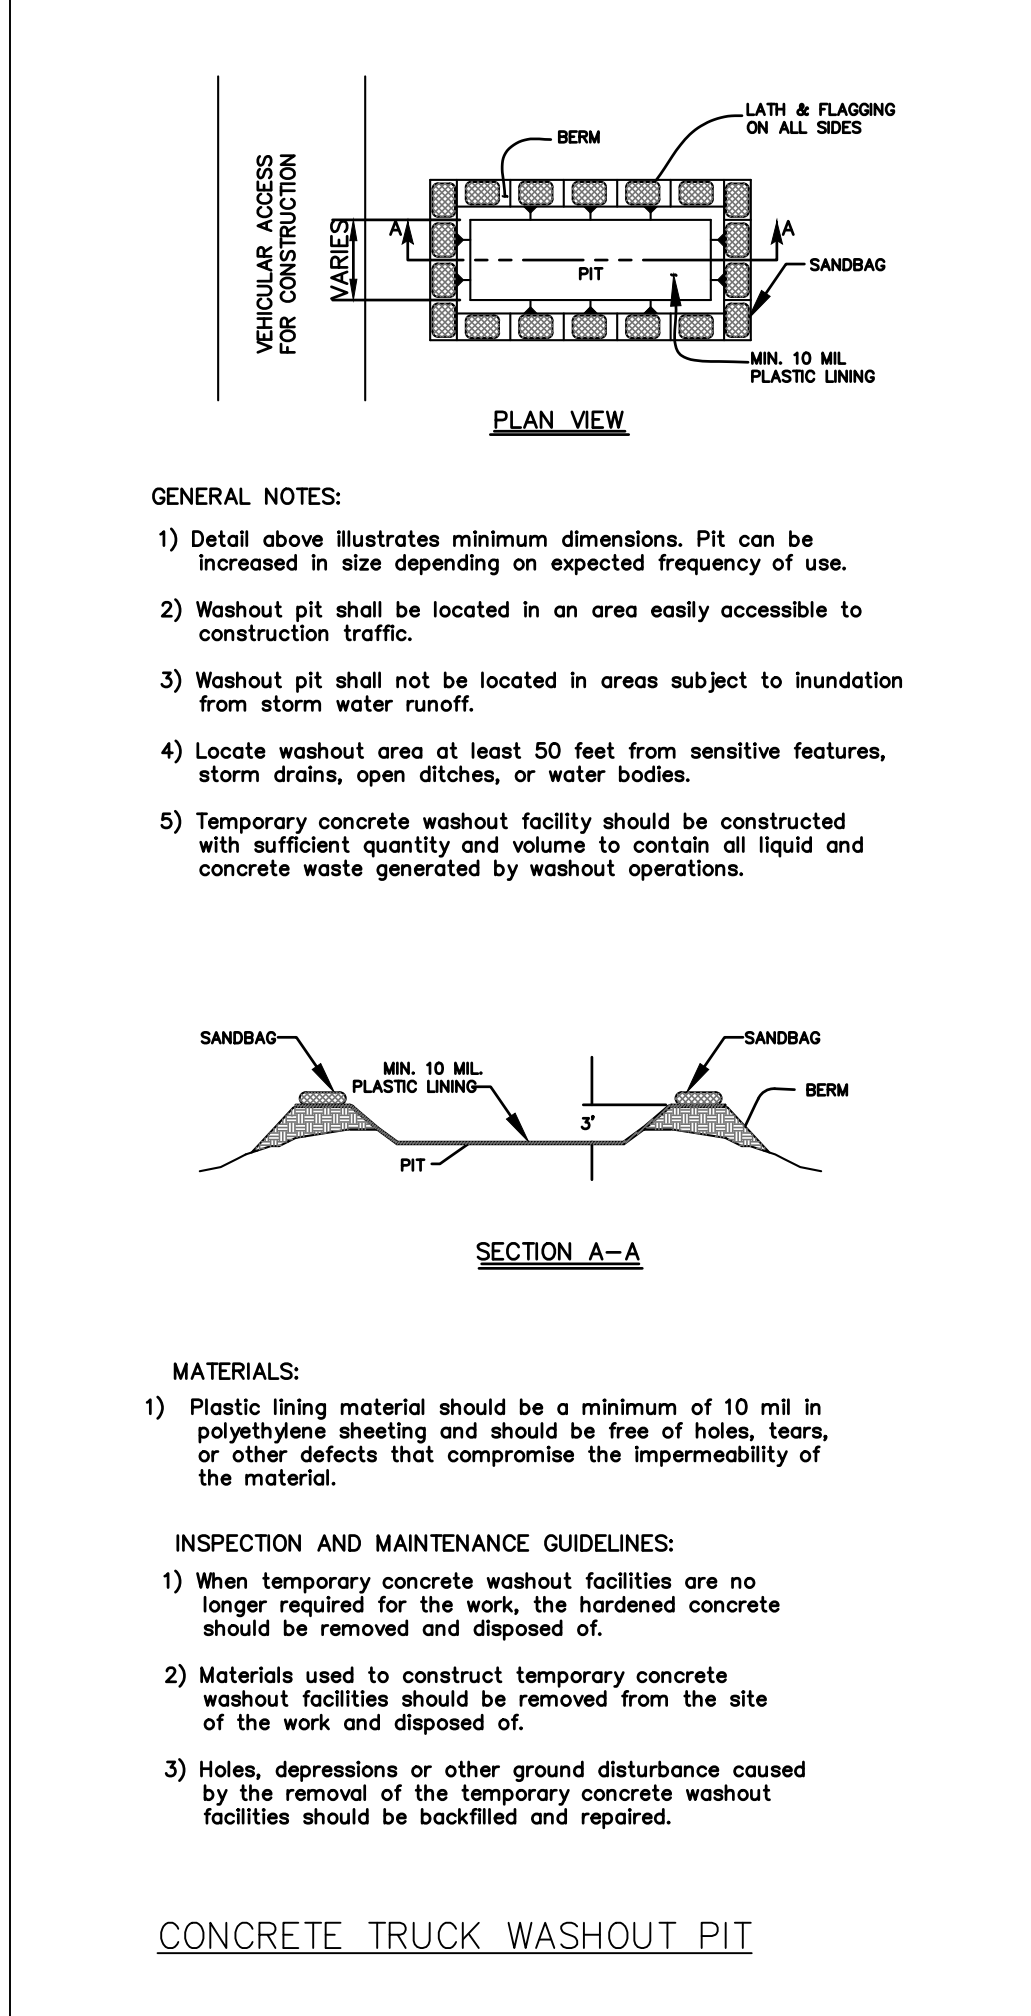 LATH & FLAGGING
ON ALL SIDES
BERM
VEHICULAR ACCESS
FOR CONSTRUCTION
VARIES
A
A
SANDBAG
PIT
MIN. 10 MIL
PLASTIC LINING
PLAN VIEW
GENERAL NOTES:
1) Detail above illustrates minimum dimensions. Pit can be
increased in size depending on expected frequency of use.
2) Washout pit shall be located in an area easily accessible to
construction traffic.
3) Washout pit shall not be located in areas subject to inundation
from storm water runoff.
4) Locate washout area at least 50 feet from sensitive features,
storm drains, open ditches, or water bodies.
5) Temporary concrete washout facility should be constructed
with sufficient quantity and volume to contain all liquid and
concrete waste generated by washout operations.
SANDBAG
SANDBAG
MIN. 10 MIL.
PLASTIC LINING
BERM
3'
PIT
SECTION A-A
MATERIALS:
1) Plastic lining material should be a minimum of 10 mil in
polyethylene sheeting and should be free of holes, tears,
or other defects that compromise the impermeability of
the material.
INSPECTION AND MAINTENANCE GUIDELINES:
1) When temporary concrete washout facilities are no
longer required for the work, the hardened concrete
should be removed and disposed of.
2) Materials used to construct temporary concrete
washout facilities should be removed from the site
of the work and disposed of.
3) Holes, depressions or other ground disturbance caused
by the removal of the temporary concrete washout
facilities should be backfilled and repaired.
CONCRETE TRUCK WASHOUT PIT